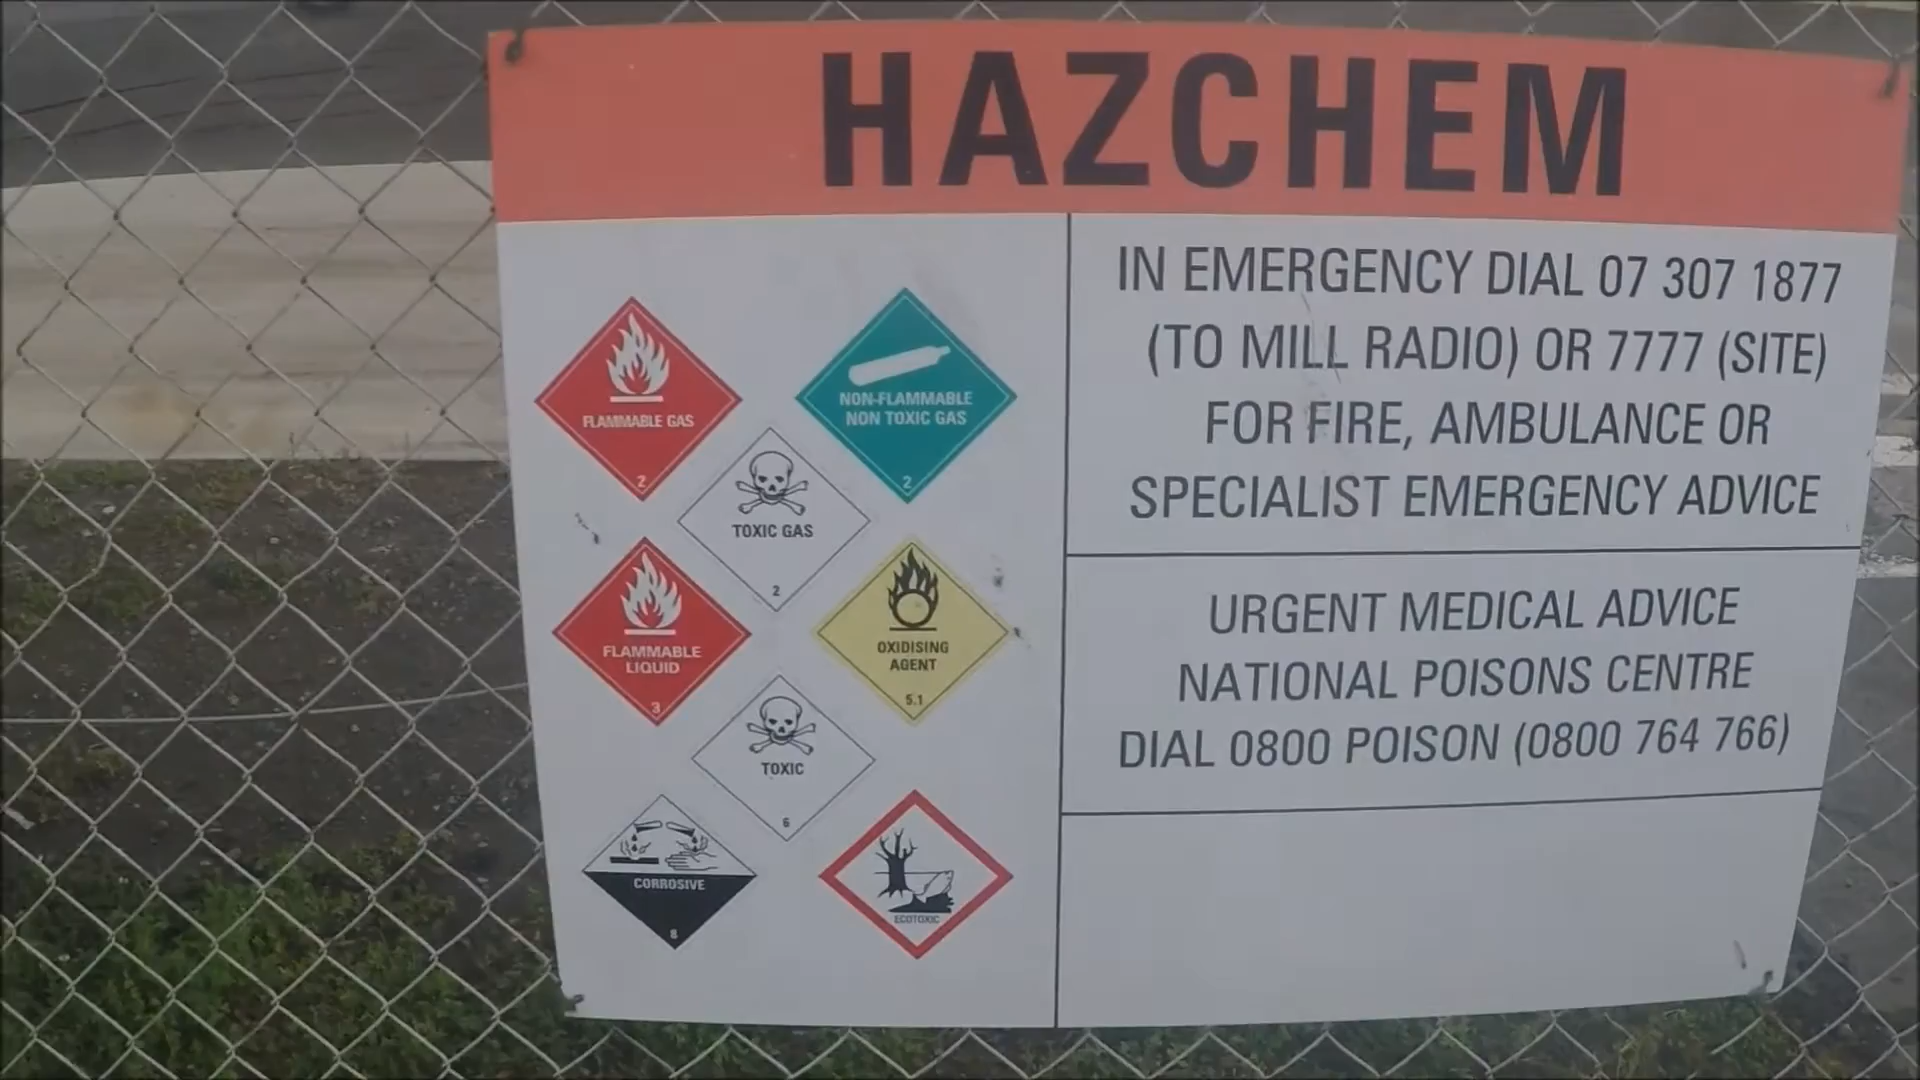 HAZCHEM
FLAMMABLE GAS
2
NON-FLAMMABLE
NON TOXIC GAS
2
TOXIC GAS
2
FLAMMABLE
LIQUID
3
OXIDISING
AGENT
5.1
TOXIC
6
CORROSIVE
8
ECOTOXIC
IN EMERGENCY DIAL 07 307 1877
(TO MILL RADIO) OR 7777 (SITE)
FOR FIRE, AMBULANCE OR
SPECIALIST EMERGENCY ADVICE
URGENT MEDICAL ADVICE
NATIONAL POISONS CENTRE
DIAL 0800 POISON (0800 764 766)